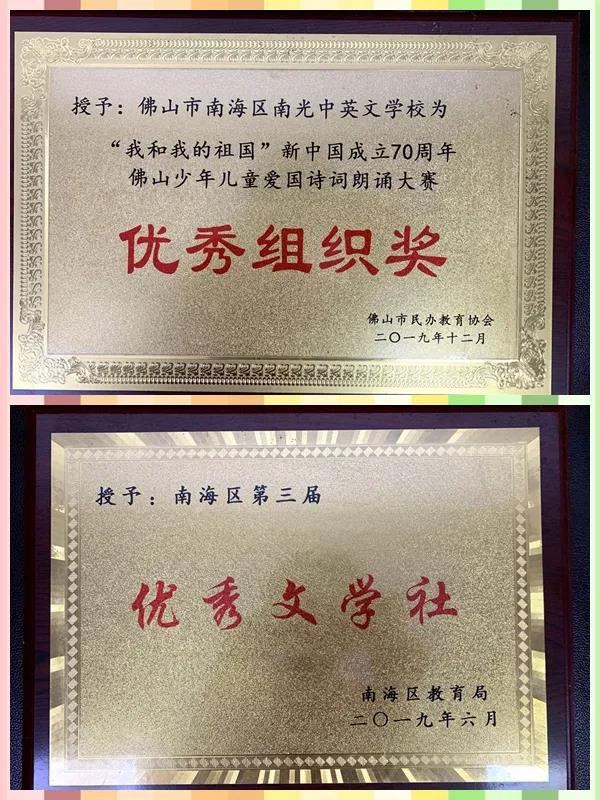 授予：佛山市南海区南光中英文学校为
“我和我的祖国”新中国成立70周年
佛山少年儿童爱国诗词朗诵大赛
优秀组织奖
佛山市民办教育协会
二〇一九年十二月
授予：南海区第三届
优秀文学社
南海区教育局
二〇一九年六月